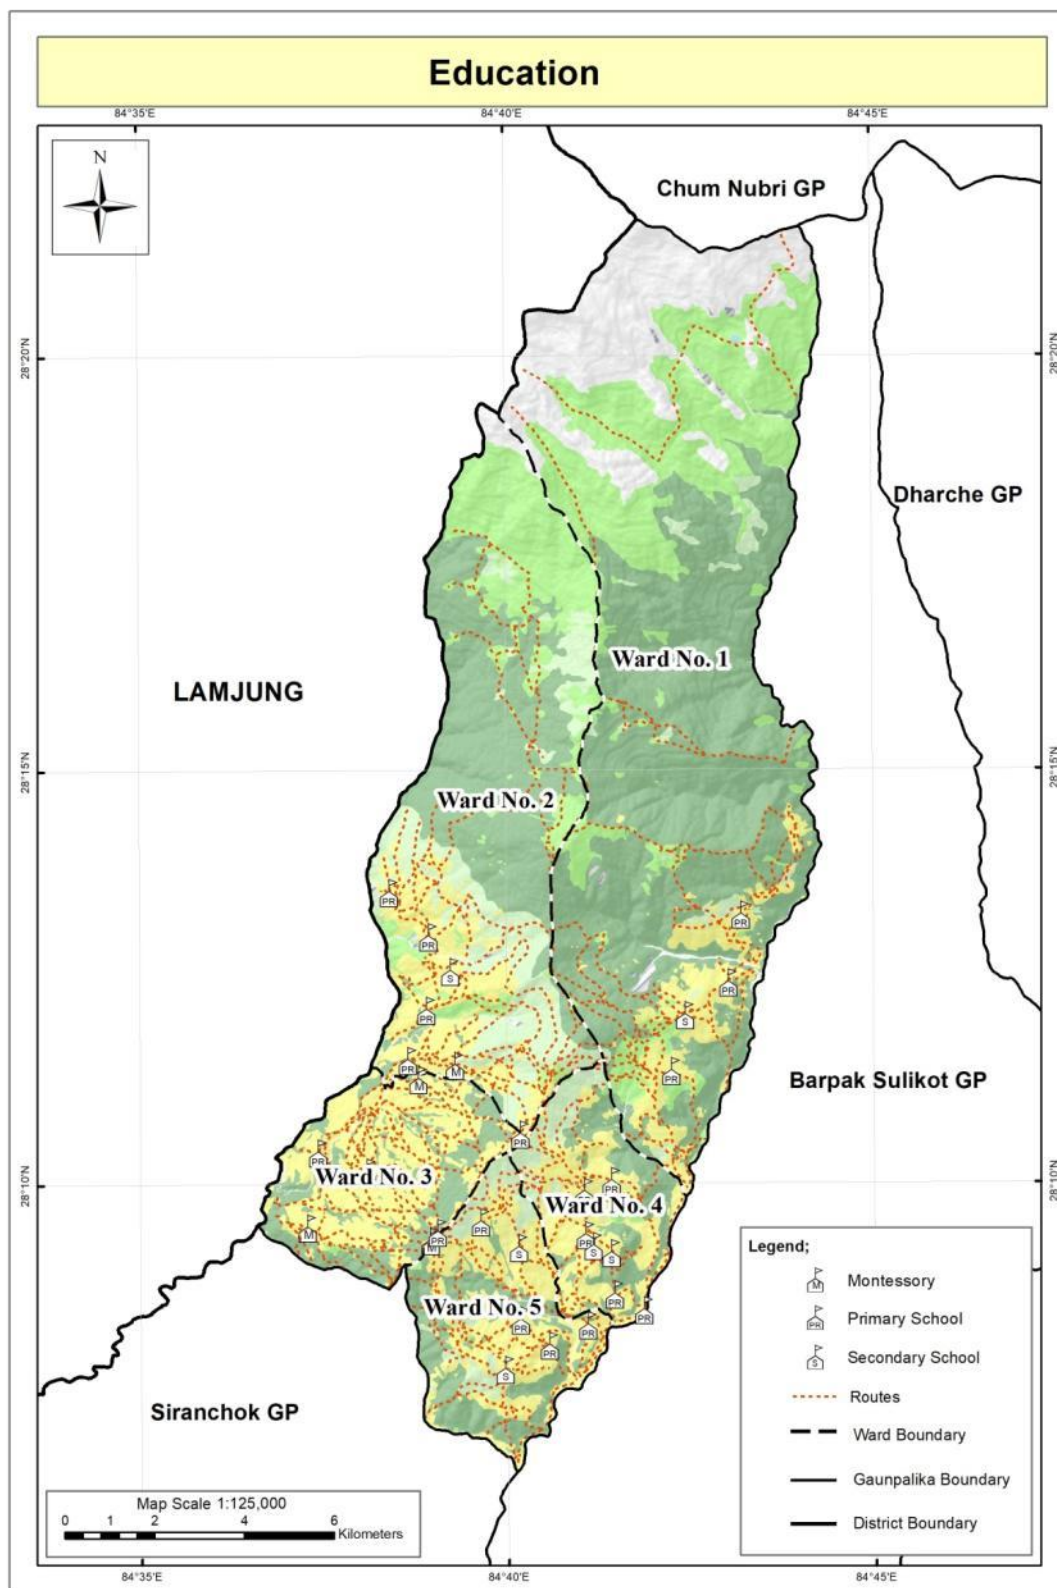 Education
84°35'E
84°40'E
84°45'E
N
Chum Nubri GP
28°20'N
28°20'N
Dharche GP
Ward No. 1
LAMJUNG
28°15'N
28°15'N
Ward No. 2
PR
PR
PR
S
PR
S
PR
PR
M
PR
M
Barpak Sulikot GP
PR
PR
Ward No. 3
PR
28°10'N
28°10'N
Ward No. 4
PR
M
PR
PR
M
S
S
S
PR
Ward No. 5
PR
PR
PR
PR
S
Siranchok GP
Legend;
M
Montessory
PR
Primary School
S
Secondary School
Routes
Ward Boundary
Gaunpalika Boundary
District Boundary
Map Scale 1:125,000
0 1 2 4 6
Kilometers
84°35'E
84°40'E
84°45'E